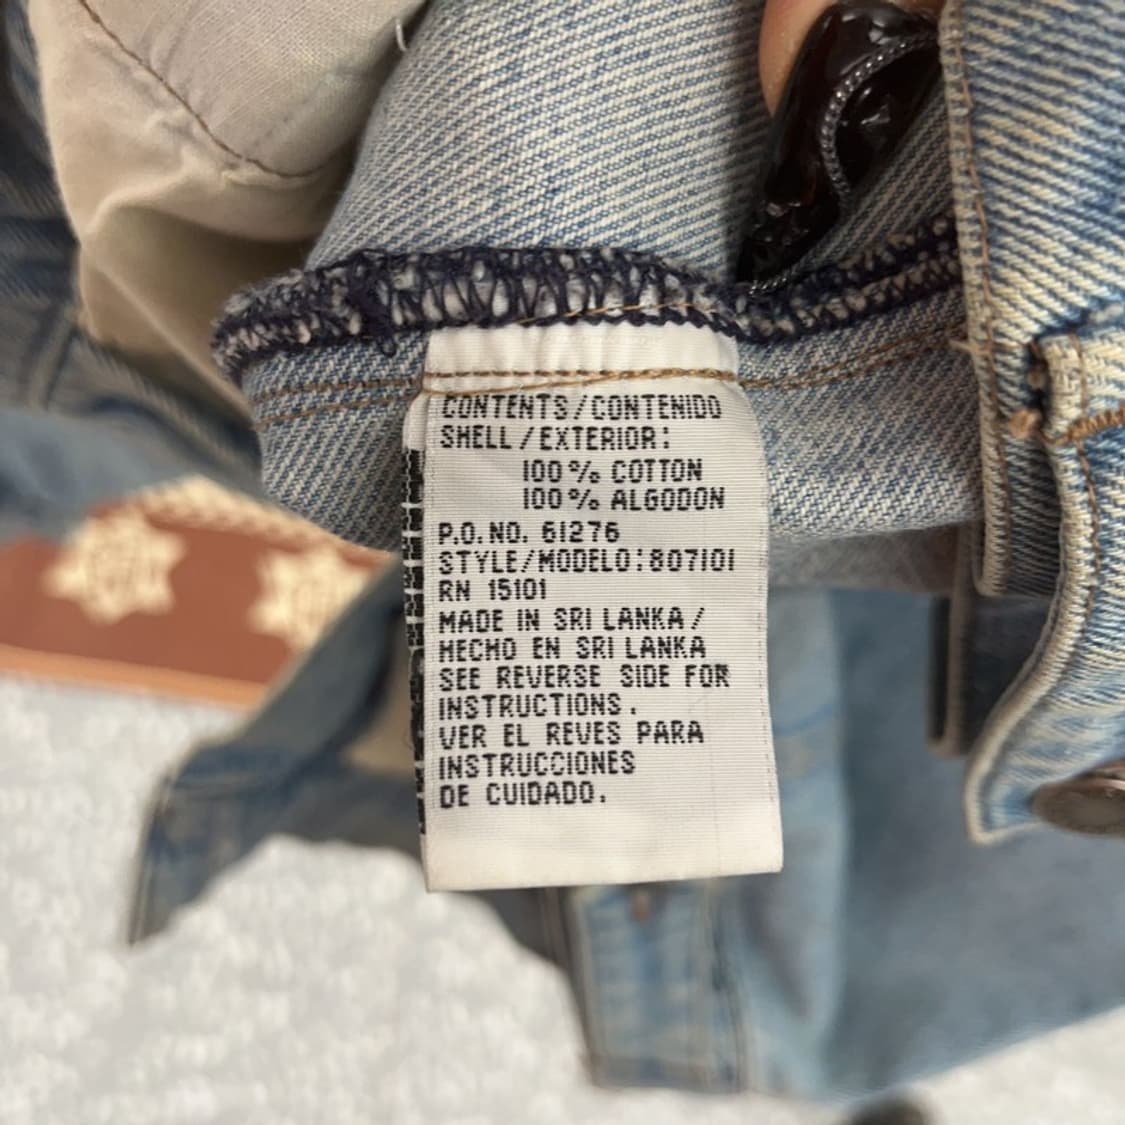 CONTENTS/CONTENIDO
SHELL/EXTERIOR:
100% COTTON
100% ALGODON
P.O. NO. 61276
STYLE/MODELO:807101
RN 15101
MADE IN SRI LANKA/
HECHO EN SRI LANKA
SEE REVERSE SIDE FOR
INSTRUCTIONS.
VER EL REVES PARA
INSTRUCCIONES
DE CUIDADO.